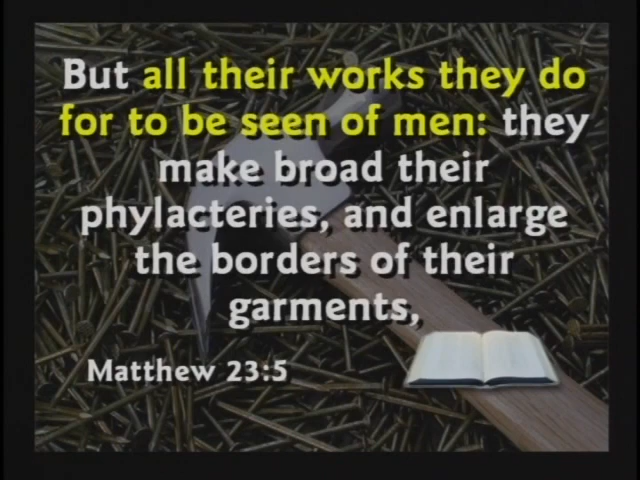 But all their works they do
for to be seen of men: they
make broad their
phylacteries, and enlarge
the borders of their
garments,
Matthew 23:5